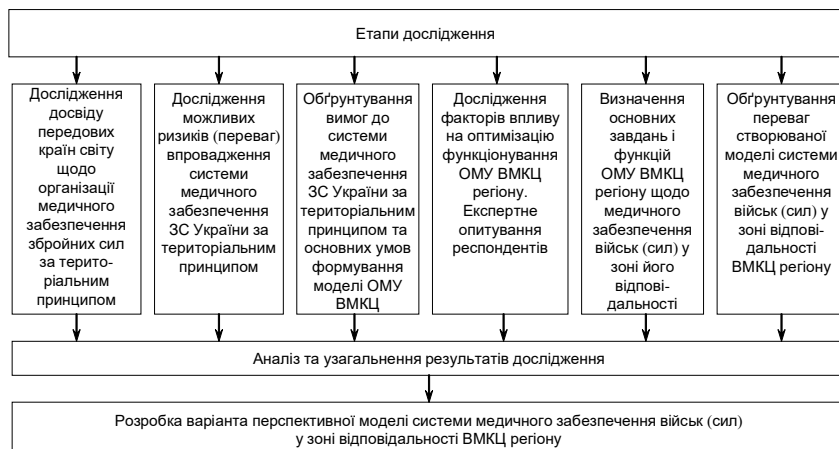 Етапи дослідження
Дослідження
досвіду
передових
країн світу
щодо
організації
медичного
забезпечення
збройних сил
за терито-
ріальним
принципом
Дослідження
можливих
ризиків (переваг)
впровадження
системи
медичного
забезпечення
ЗС України за
територіальним
принципом
Обґрунтування
вимог до
системи
медичного
забезпечення
ЗС України за
територіальним
принципом та
основних умов
формування
моделі ОМУ
ВМКЦ
Дослідження
факторів впливу
на оптимізацію
функціонування
ОМУ ВМКЦ
регіону.
Експертне
опитування
респондентів
Визначення
основних
завдань і
функцій
ОМУ ВМКЦ
регіону щодо
медичного
забезпечення
військ (сил) у
зоні його
відпові-
дальності
Обґрунтування
переваг
створюваної
моделі системи
медичного
забезпечення
військ (сил) у
зоні відпові-
дальності
ВМКЦ регіону
Аналіз та узагальнення результатів дослідження
Розробка варіанта перспективної моделі системи медичного забезпечення військ (сил)
у зоні відповідальності ВМКЦ регіону